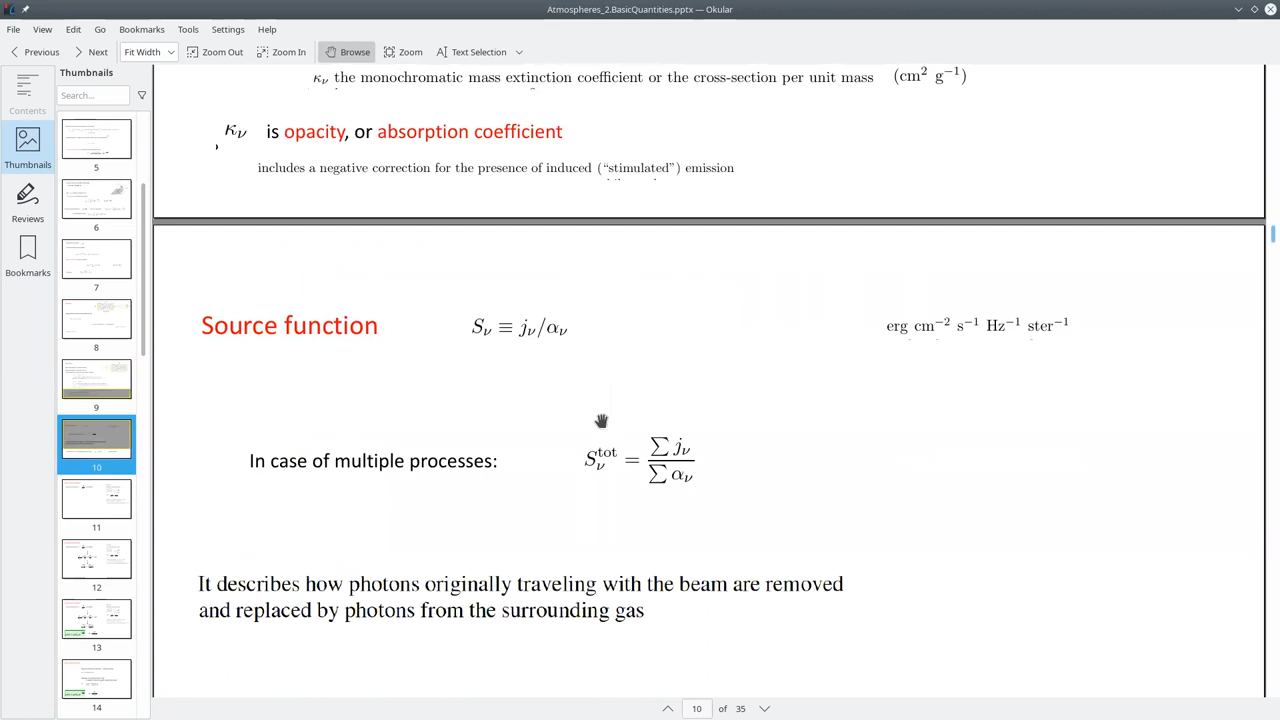 Atmospheres_2.BasicQuantities.pptx — Okular
File View Edit Go Bookmarks Tools Settings Help
Previous Next Fit Width Zoom Out Zoom In Browse Zoom Text Selection
Contents
Thumbnails
Reviews
Bookmarks
Thumbnails
Search...
5
6
7
8
9
10
11
12
13
14
κν the monochromatic mass extinction coefficient or the cross-section per unit mass (cm² g⁻¹)
κν is opacity, or absorption coefficient
includes a negative correction for the presence of induced (“stimulated”) emission
Source function Sν ≡ jν/αν erg cm⁻² s⁻¹ Hz⁻¹ ster⁻¹
In case of multiple processes: Sν^tot = ∑ jν / ∑ αν
It describes how photons originally traveling with the beam are removed
and replaced by photons from the surrounding gas
10 of 35